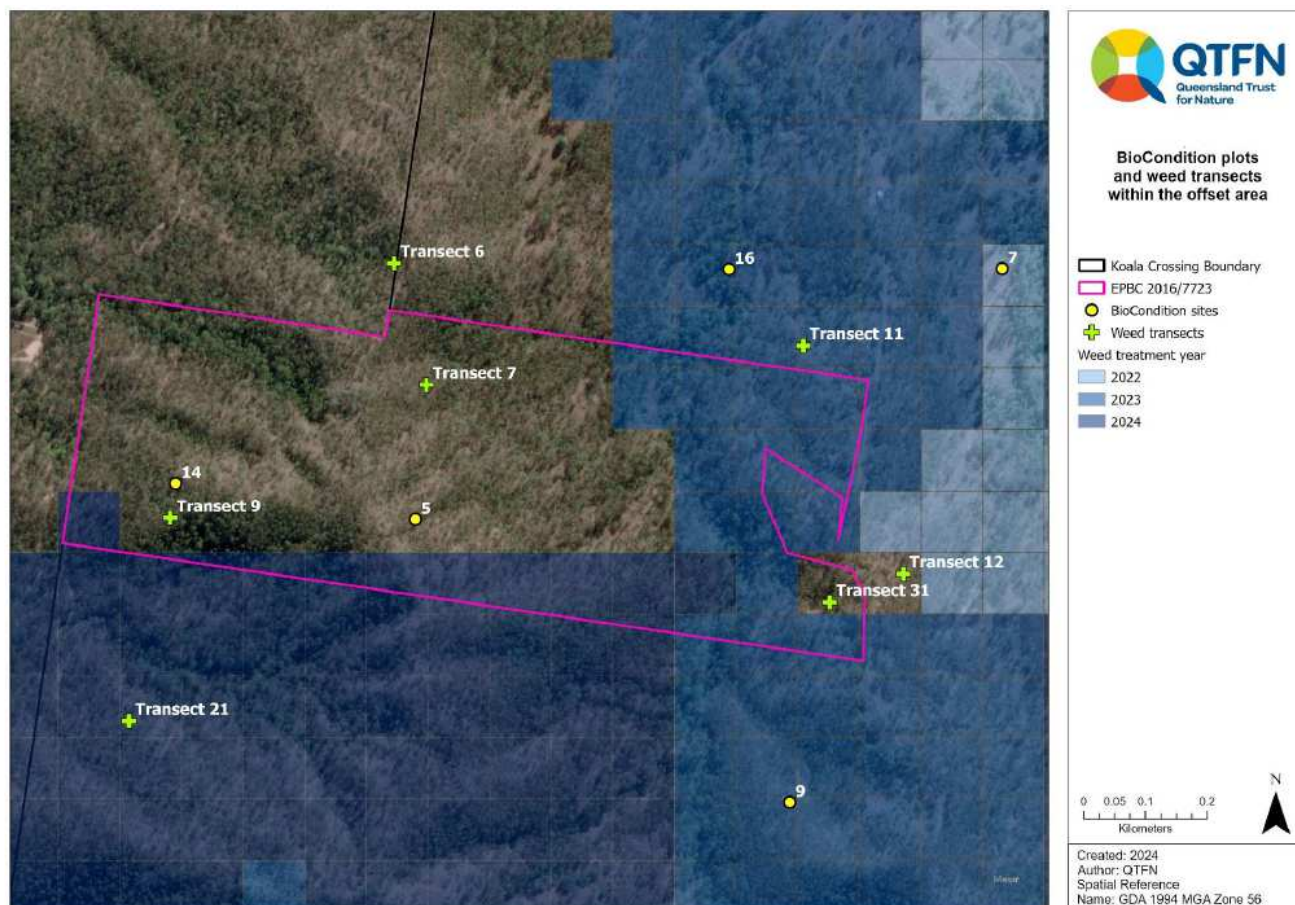 Transect 6
16
7
Transect 11
Transect 7
14
5
Transect 9
Transect 12
Transect 31
Transect 21
9
Maxar
QTFN
Queensland Trust
for Nature
BioCondition plots
and weed transects
within the offset area
Koala Crossing Boundary
EPBC 2016/7723
BioCondition sites
Weed transects
Weed treatment year
2022
2023
2024
N
0 0.05 0.1 0.2
Kilometers
Created: 2024
Author: QTFN
Spatial Reference
Name: GDA 1994 MGA Zone 56